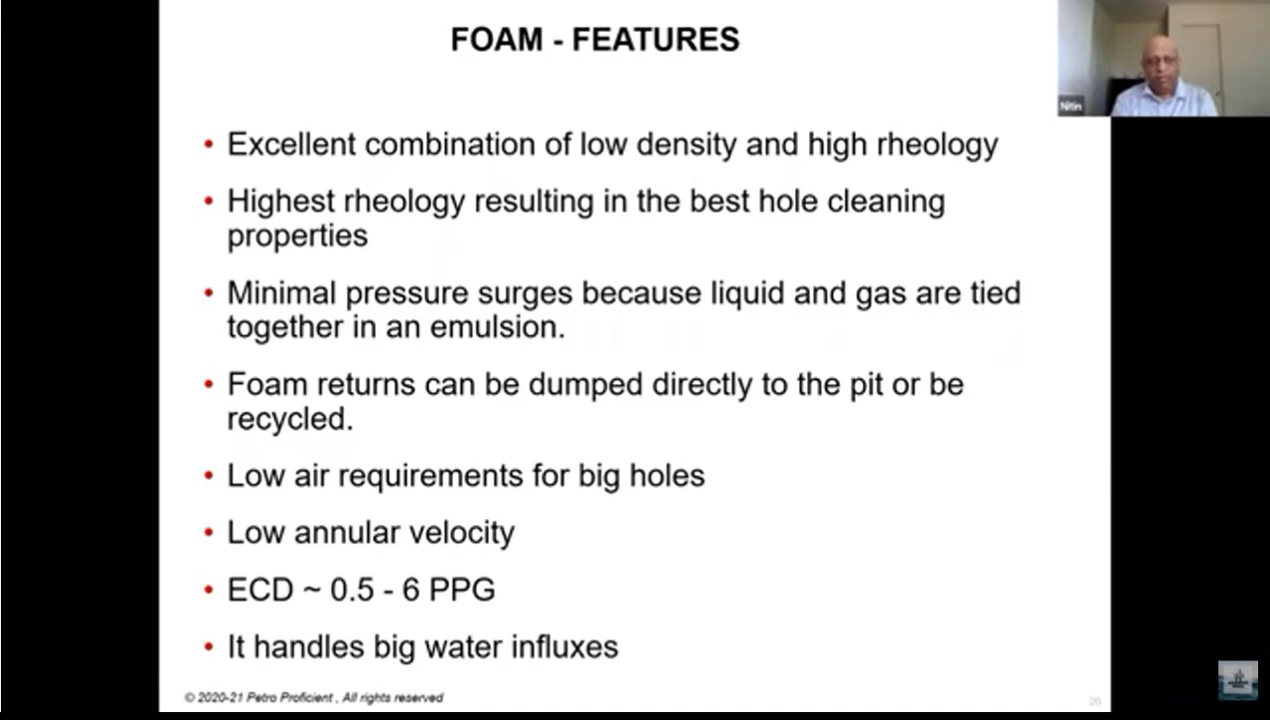 FOAM - FEATURES
Nitin
• Excellent combination of low density and high rheology
• Highest rheology resulting in the best hole cleaning
properties
• Minimal pressure surges because liquid and gas are tied
together in an emulsion.
• Foam returns can be dumped directly to the pit or be
recycled.
• Low air requirements for big holes
• Low annular velocity
• ECD ~ 0.5 - 6 PPG
• It handles big water influxes
© 2020-21 Petro Proficient , All rights reserved